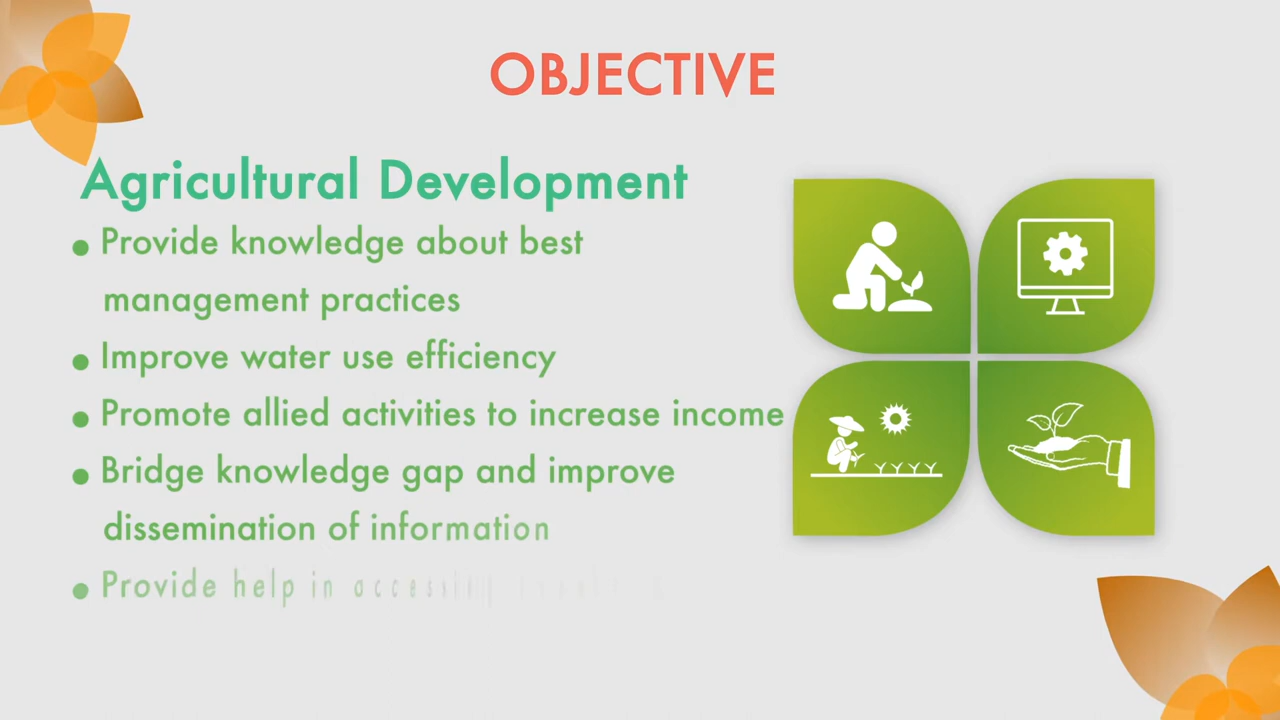 OBJECTIVE
Agricultural Development
• Provide knowledge about best
management practices
• Improve water use efficiency
• Promote allied activities to increase income
• Bridge knowledge gap and improve
dissemination of information
• Provide help in accessing